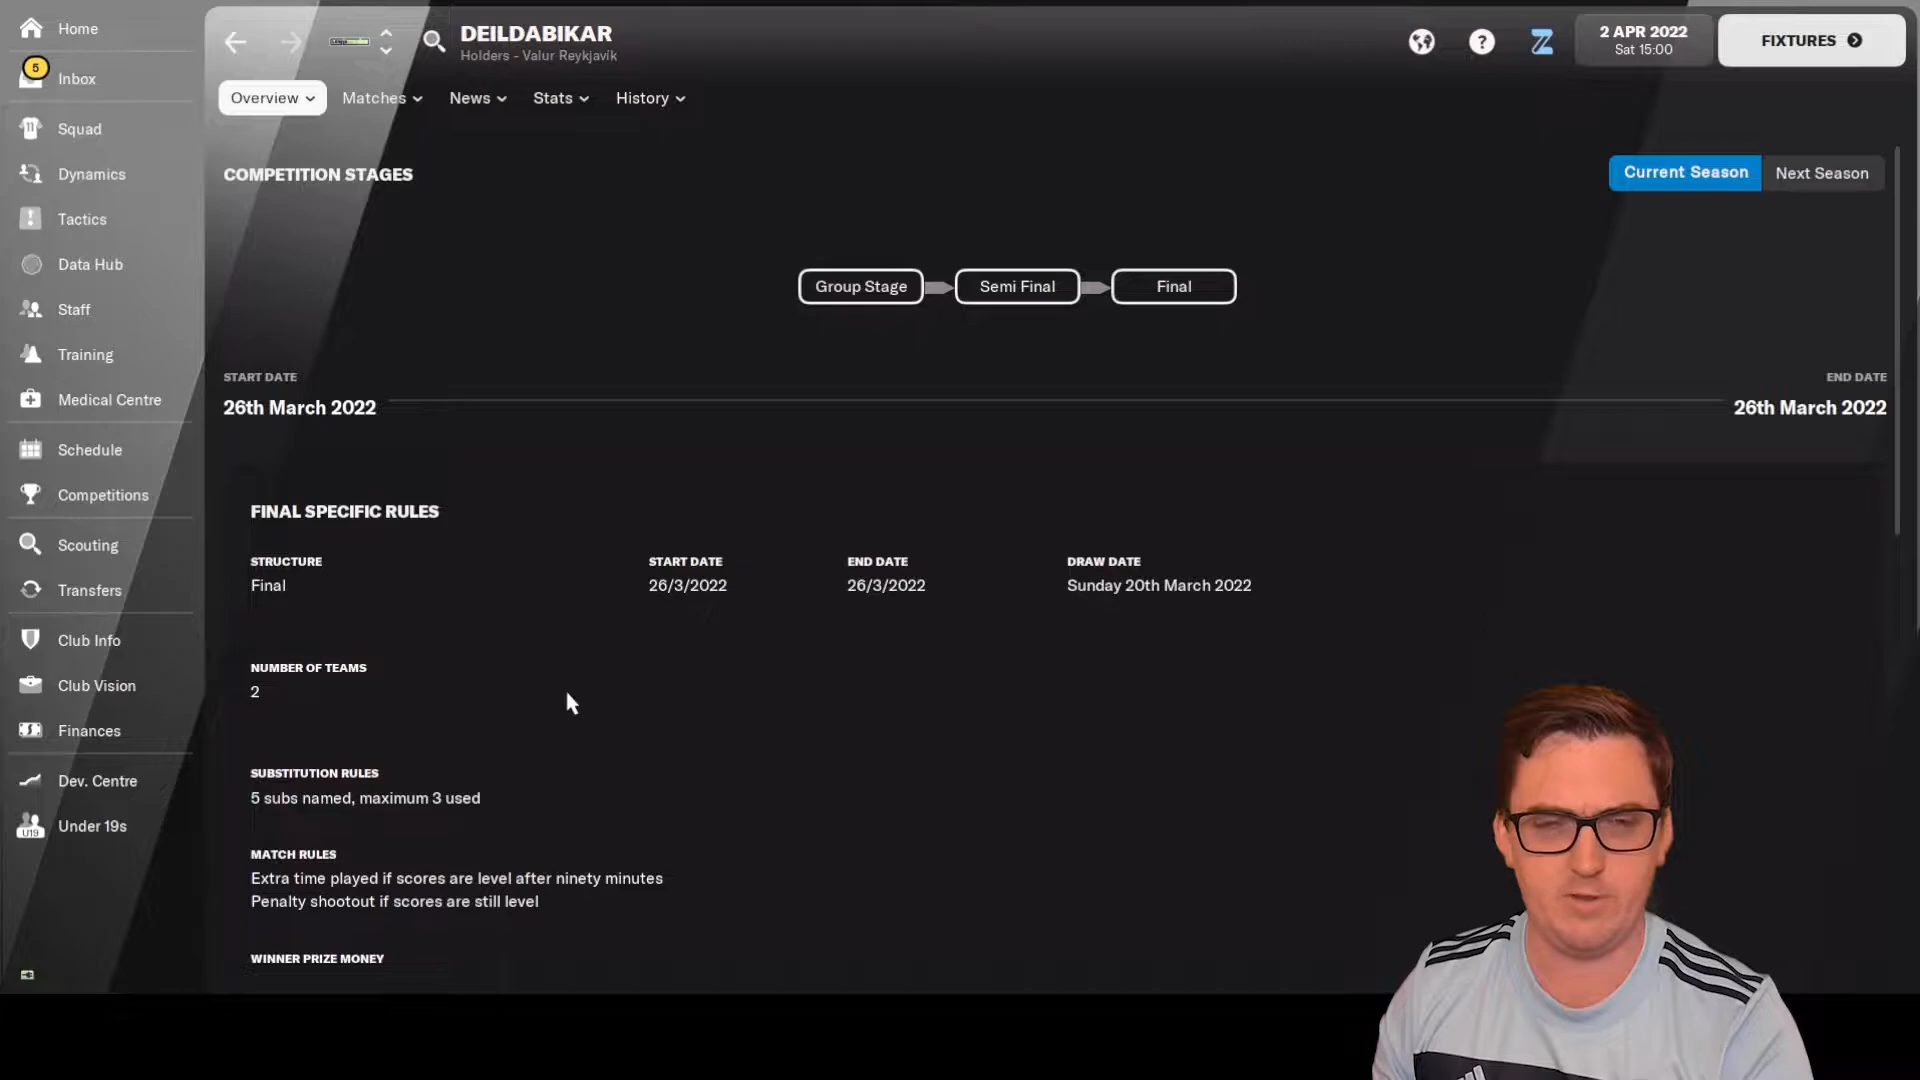 Home
5
Inbox
Squad
Dynamics
Tactics
Data Hub
Staff
Training
Medical Centre
Schedule
Competitions
Scouting
Transfers
Club Info
Club Vision
Finances
Dev. Centre
U19
Under 19s
DEILDABIKAR
Holders - Valur Reykjavík
?
2 APR 2022
Sat 15:00
FIXTURES
Overview
Matches
News
Stats
History
COMPETITION STAGES
Current Season
Next Season
Group Stage
Semi Final
Final
START DATE
END DATE
26th March 2022
26th March 2022
FINAL SPECIFIC RULES
STRUCTURE
START DATE
END DATE
DRAW DATE
Final
26/3/2022
26/3/2022
Sunday 20th March 2022
NUMBER OF TEAMS
2
SUBSTITUTION RULES
5 subs named, maximum 3 used
MATCH RULES
Extra time played if scores are level after ninety minutes
Penalty shootout if scores are still level
WINNER PRIZE MONEY